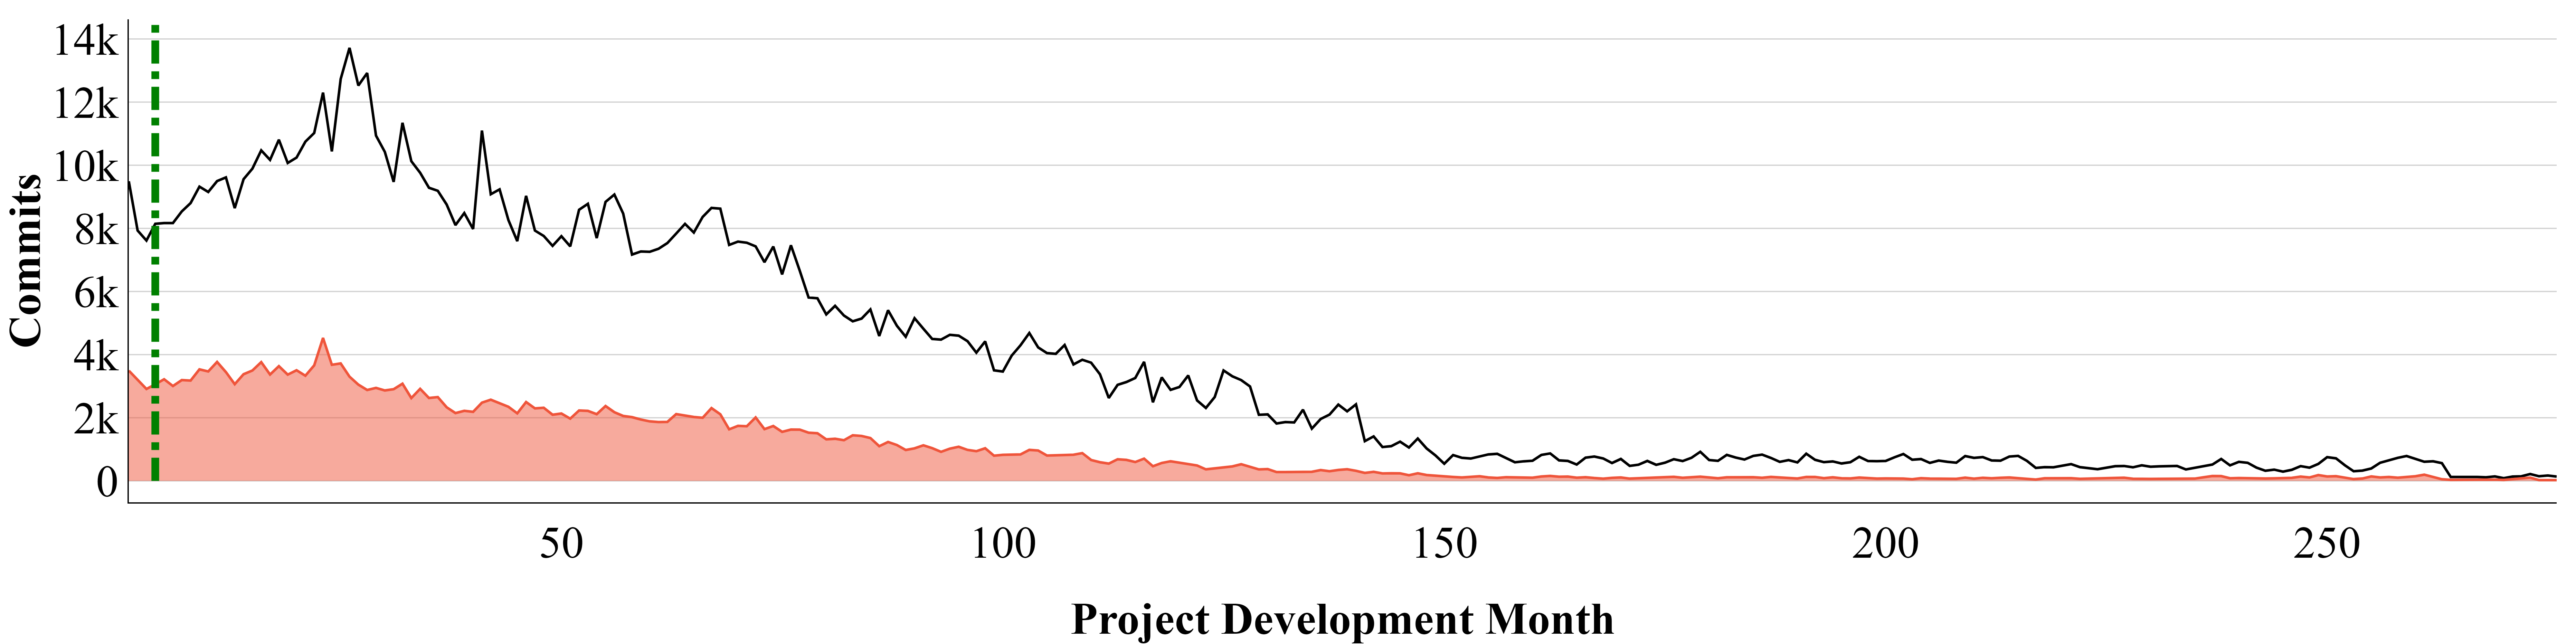 14k
12k
10k
8k
6k
4k
2k
0
Commits
50 100 150 200 250
Project Development Month